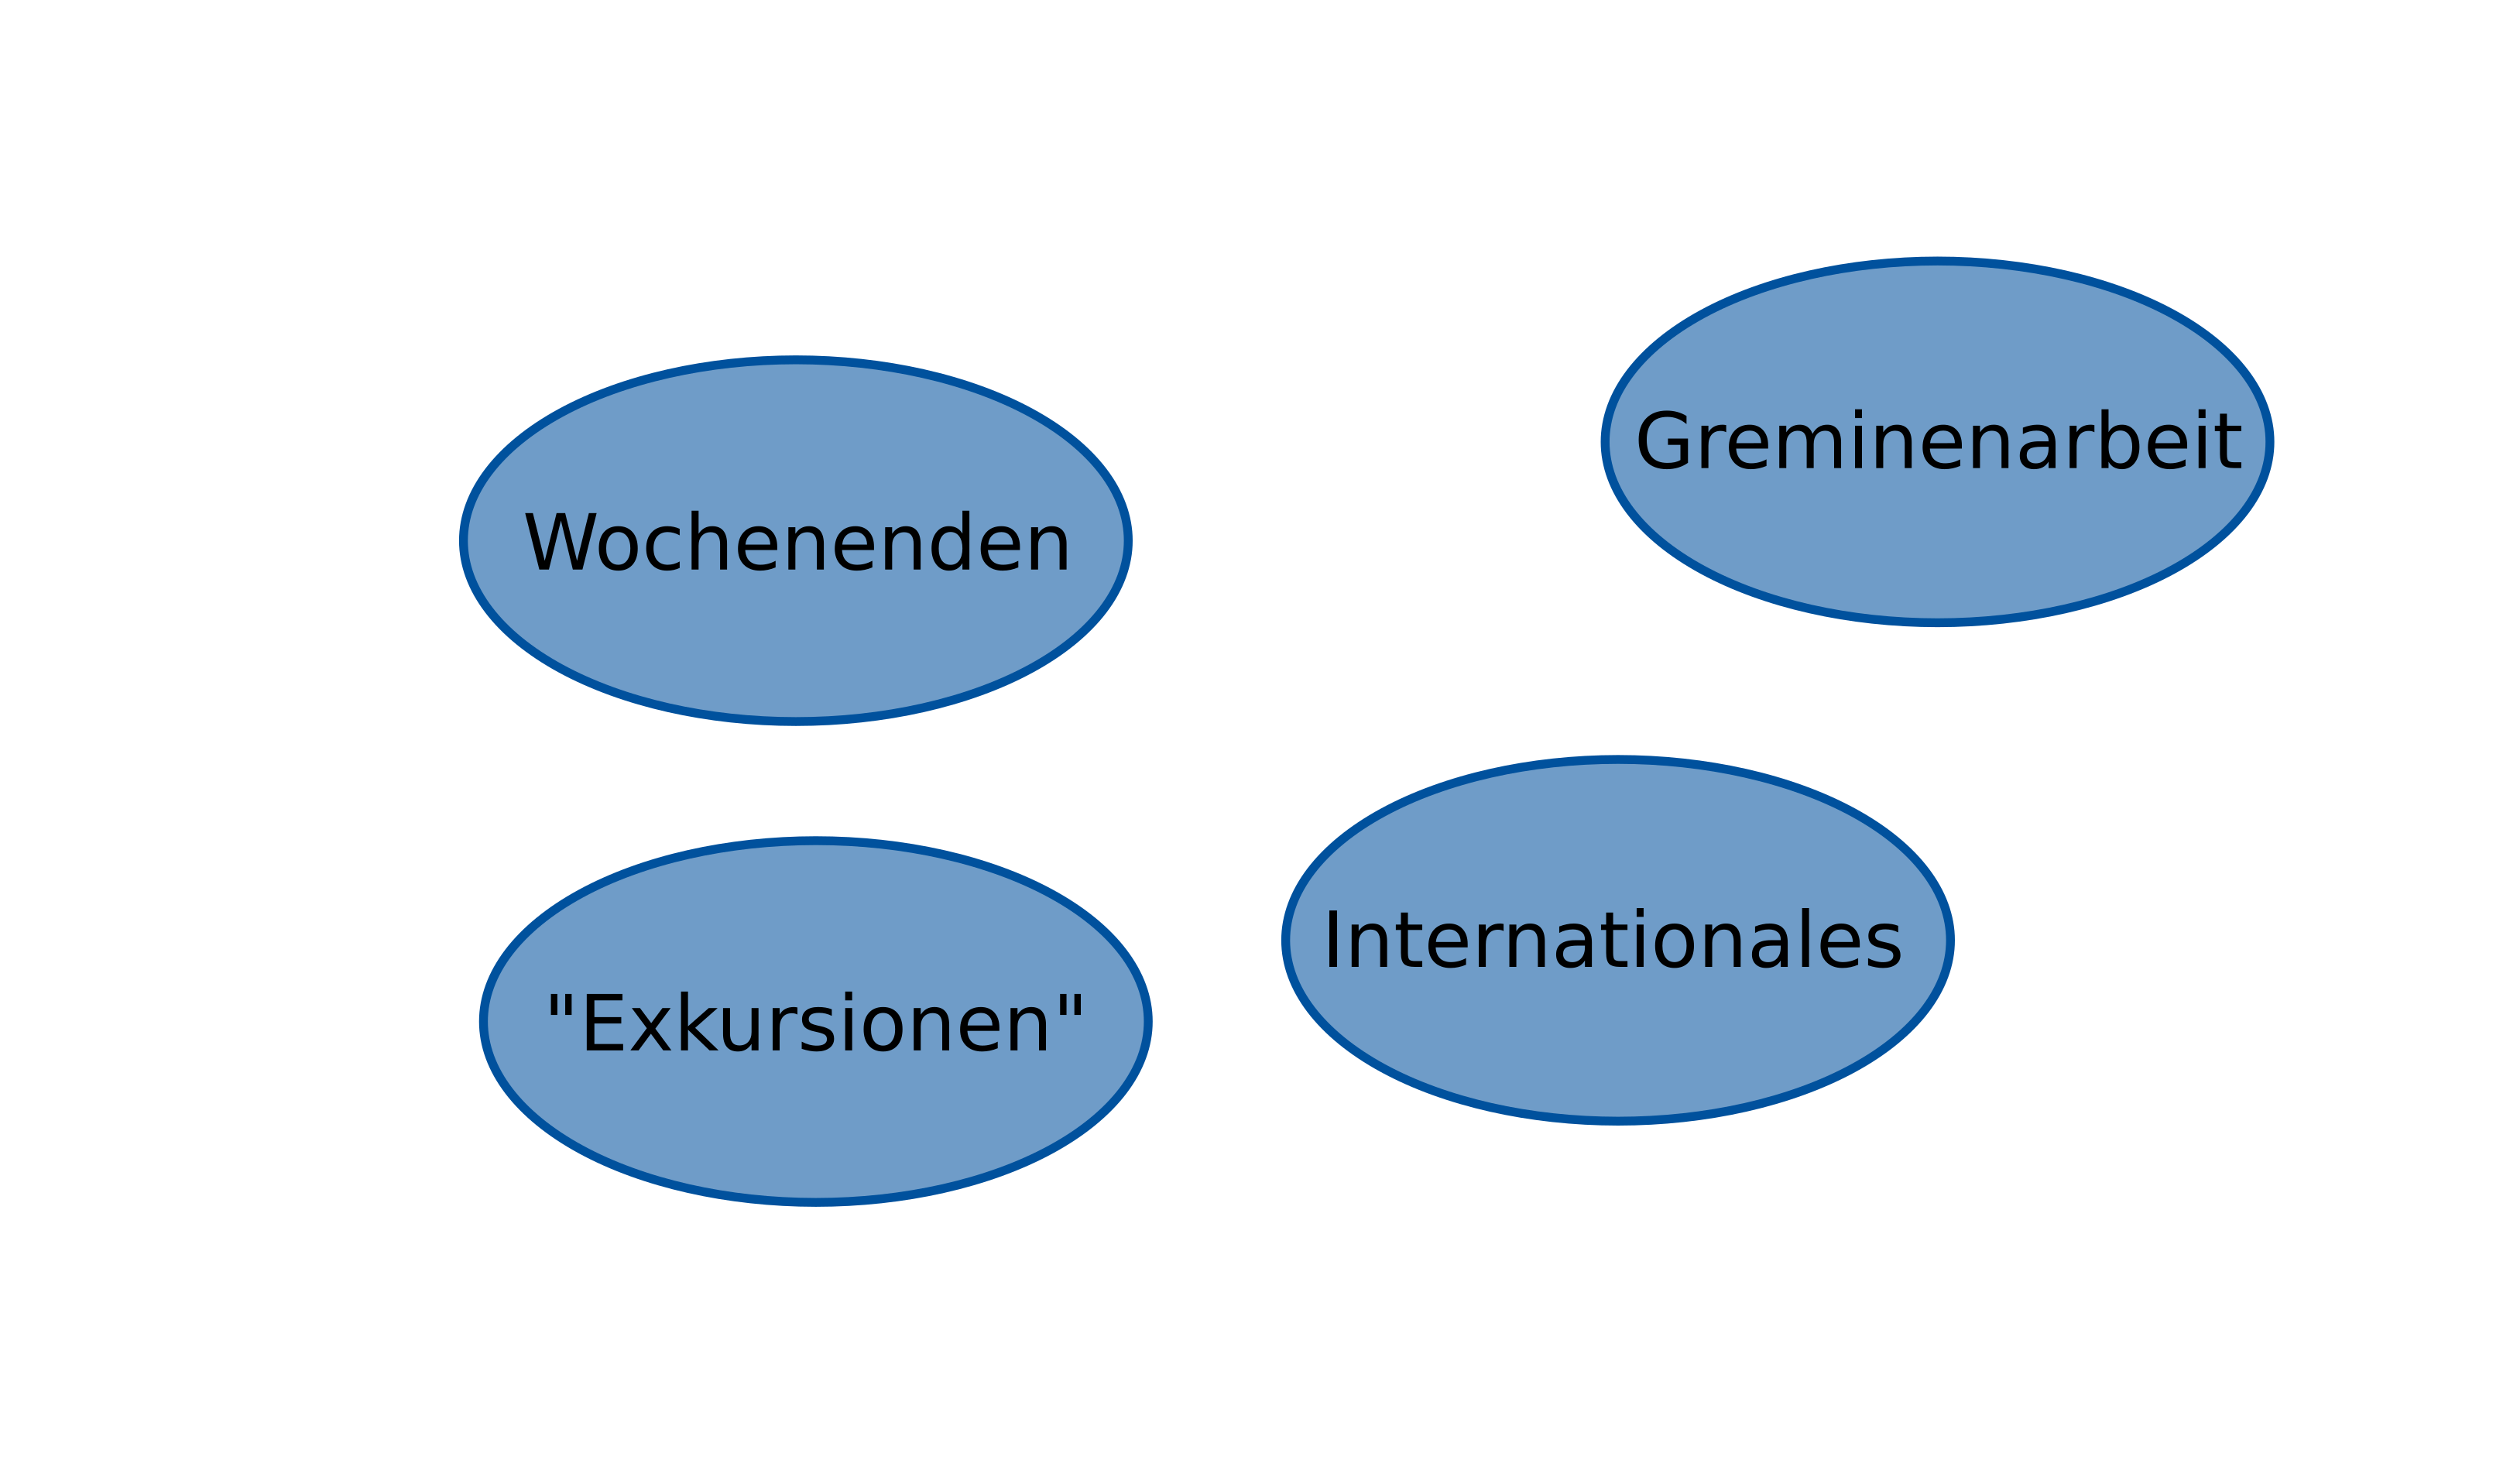 Greminenarbeit
Wochenenden
Internationales
"Exkursionen"